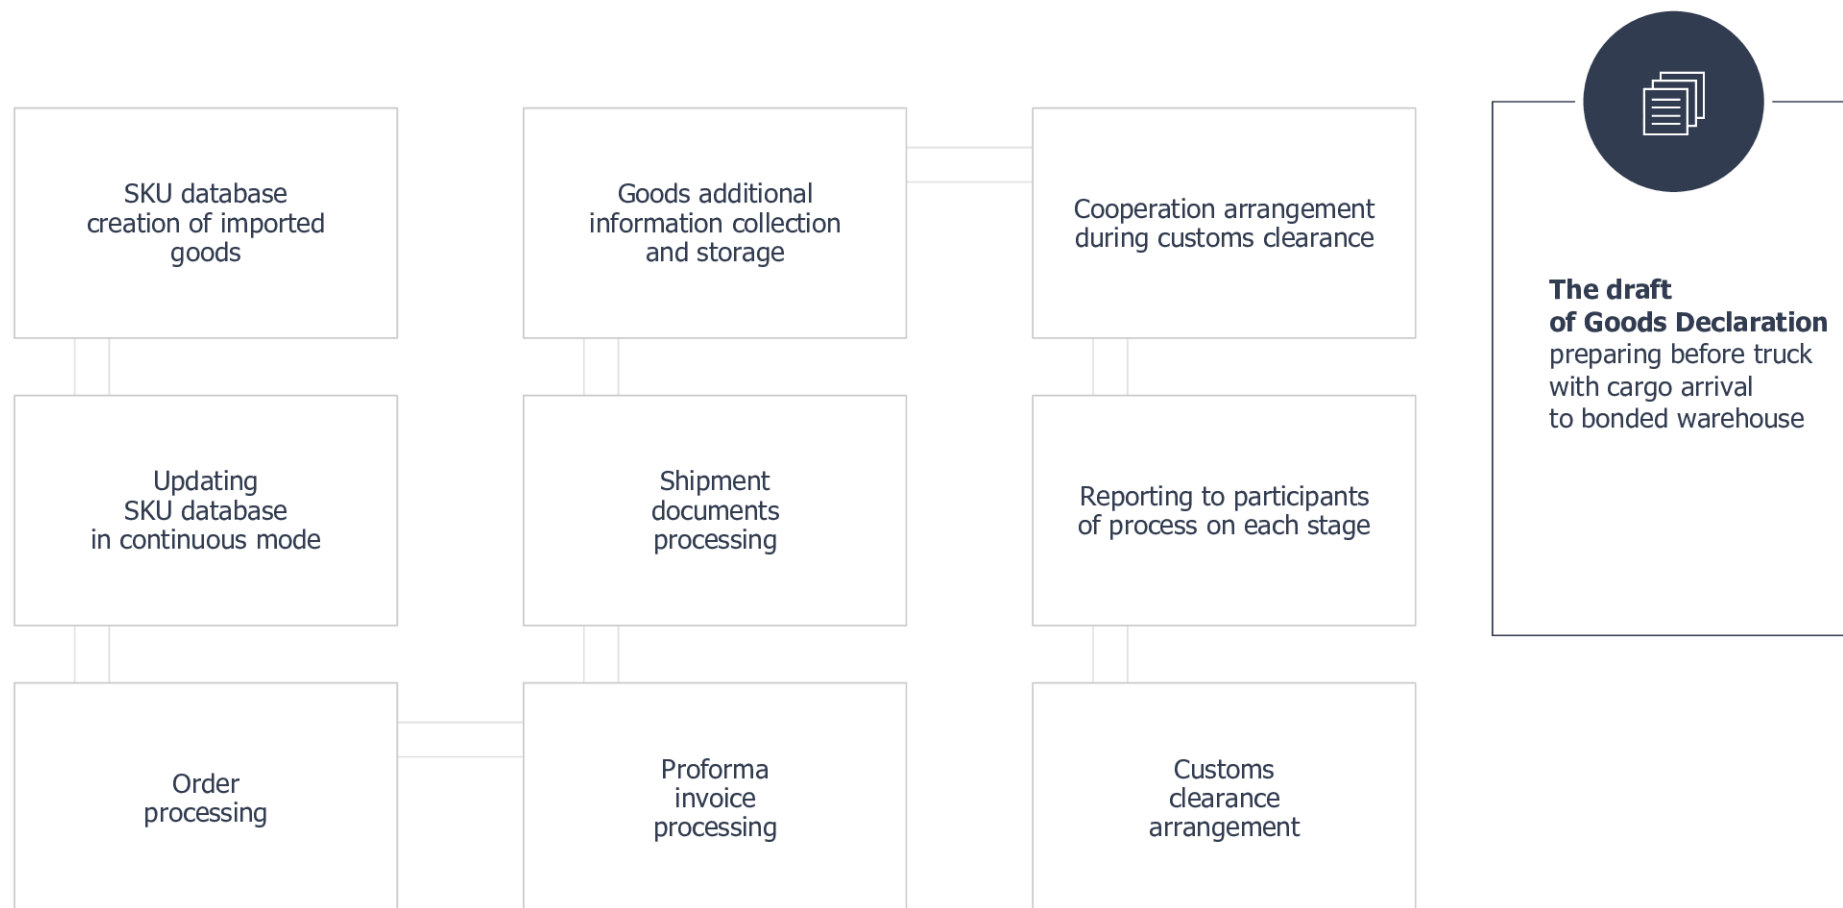 SKU database
creation of imported
goods
Updating
SKU database
in continuous mode
Order
processing
Goods additional
information collection
and storage
Shipment
documents
processing
Proforma
invoice
processing
Cooperation arrangement
during customs clearance
Reporting to participants
of process on each stage
Customs
clearance
arrangement
The draft
of Goods Declaration
preparing before truck
with cargo arrival
to bonded warehouse